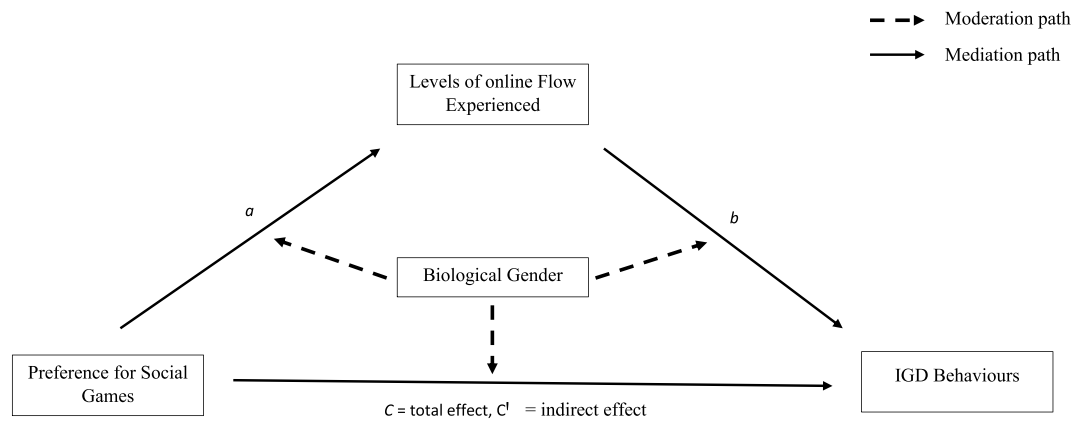 Moderation path
Mediation path
Levels of online Flow
Experienced
a
b
Biological Gender
Preference for Social
Games
IGD Behaviours
C = total effect, C' = indirect effect